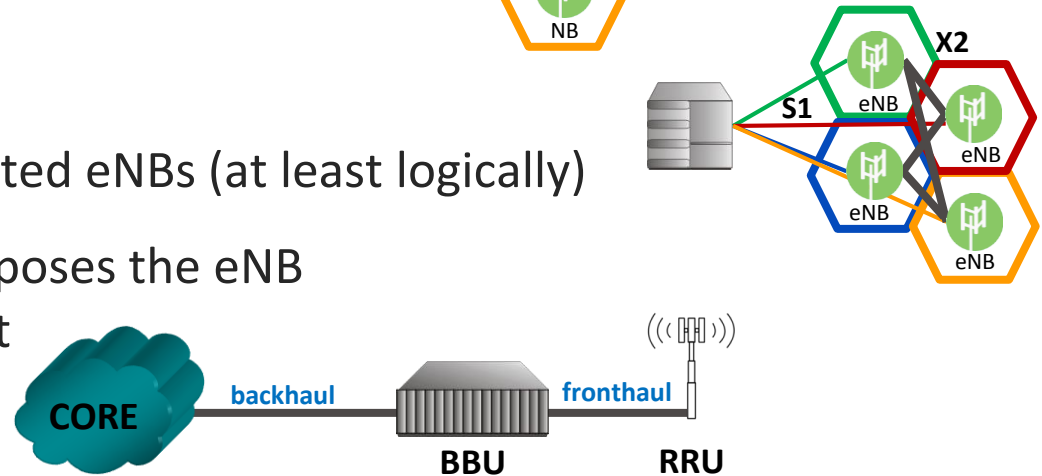 NB
X2
eNB
S1
eNB
eNB
eNB
ted eNBs (at least logically)
poses the eNB
t
CORE
backhaul
fronthaul
BBU
RRU